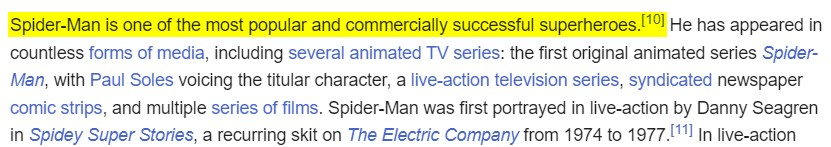 Spider-Man is one of the most popular and commercially successful superheroes.[10] He has appeared in
countless forms of media, including several animated TV series: the first original animated series Spider-
Man, with Paul Soles voicing the titular character, a live-action television series, syndicated newspaper
comic strips, and multiple series of films. Spider-Man was first portrayed in live-action by Danny Seagren
in Spidey Super Stories, a recurring skit on The Electric Company from 1974 to 1977.[11] In live-action